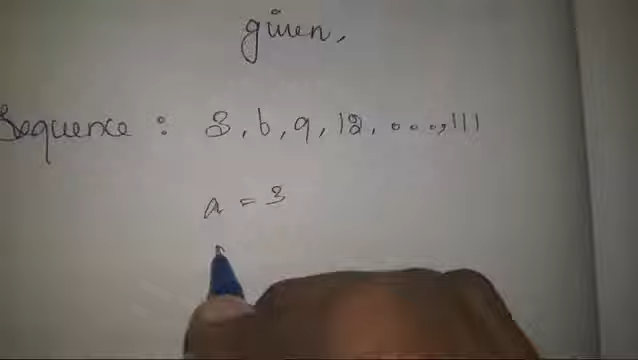 given,
Sequence : 3, 6, 9, 12, ...., 111
a = 3